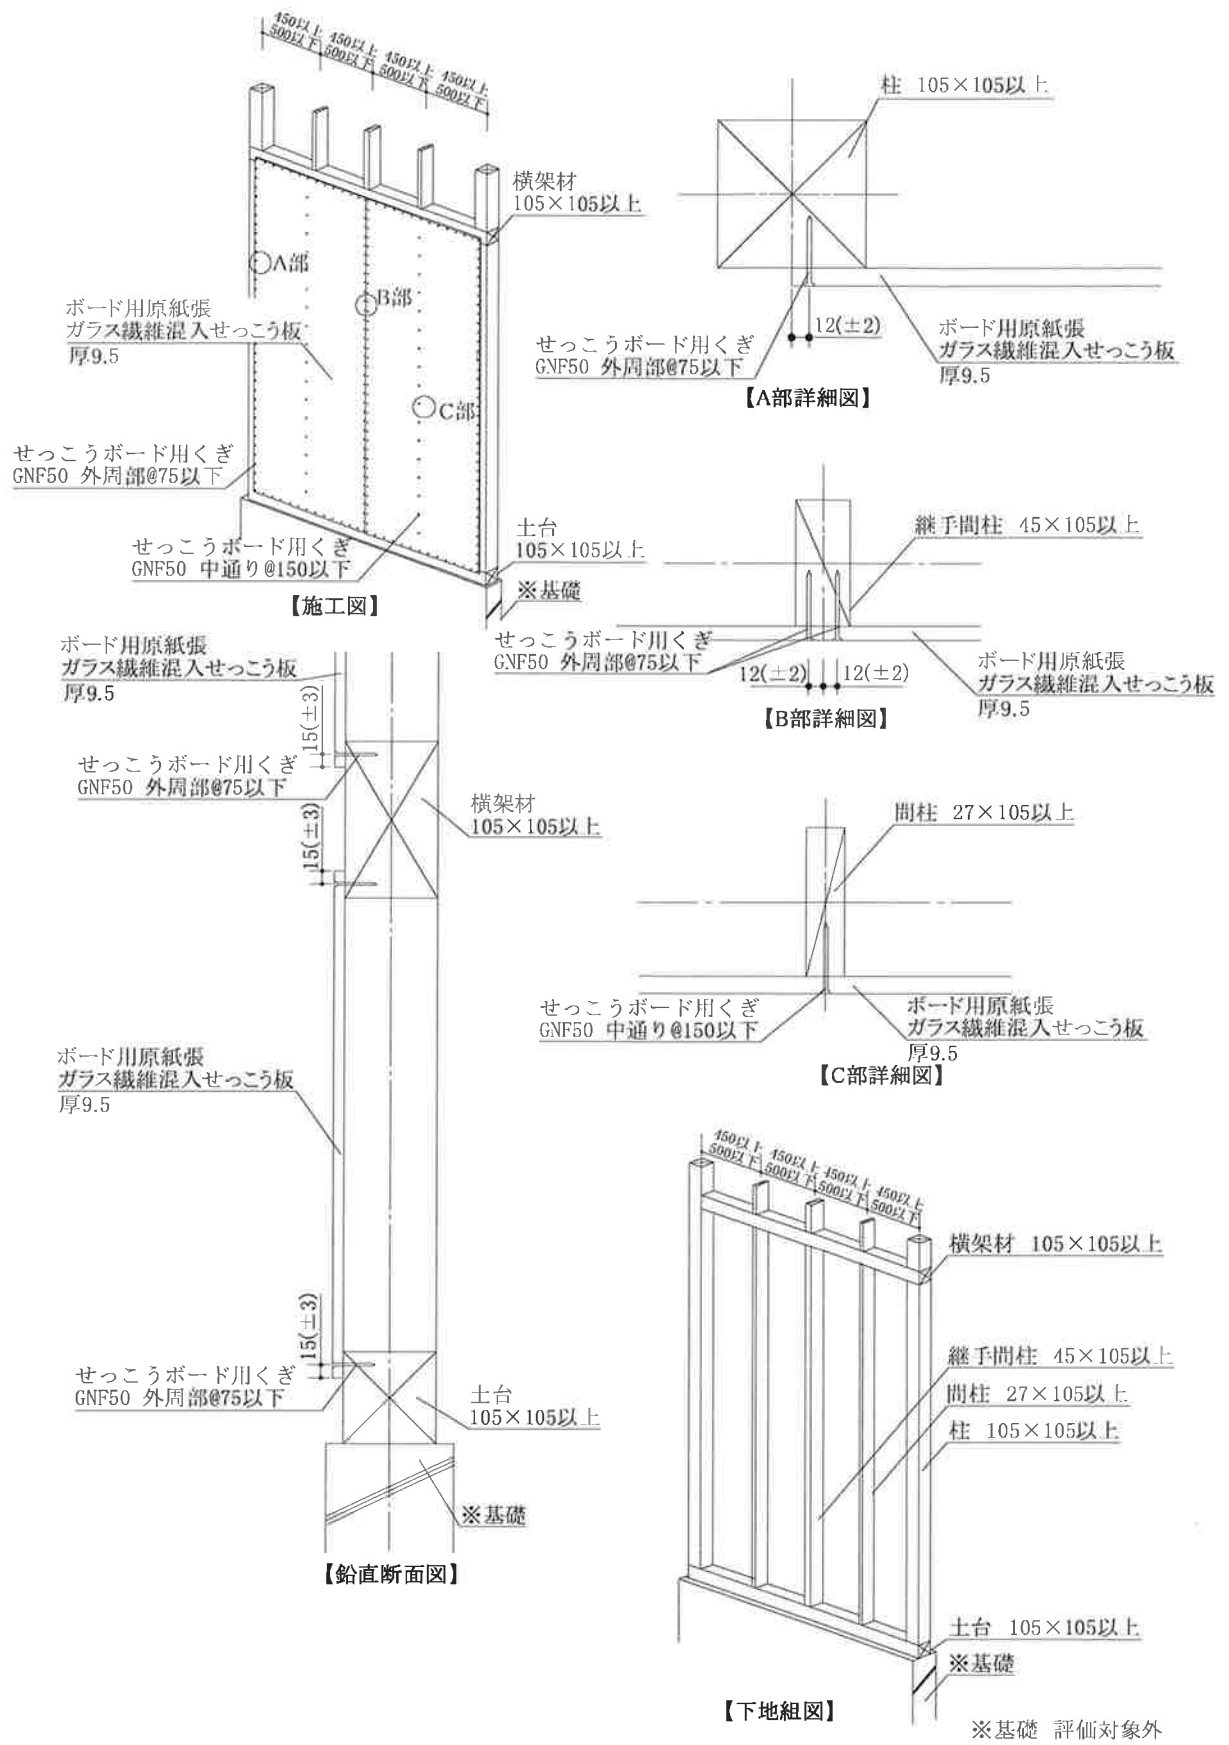 450以上
500以下
450以上
500以下
450以上
500以下
450以上
500以下
横架材
105×105以上
A部
B部
C部
ボード用原紙張
ガラス繊維混入せっこう板
厚9.5
せっこうボード用くぎ
GNF50 外周部@75以下
せっこうボード用くぎ
GNF50 中通り@150以下
土台
105×105以上
※基礎
【施工図】
柱 105×105以上
12(±2)
せっこうボード用くぎ
GNF50 外周部@75以下
ボード用原紙張
ガラス繊維混入せっこう板
厚9.5
【A部詳細図】
継手間柱 45×105以上
せっこうボード用くぎ
GNF50 外周部@75以下
12(±2)
12(±2)
ボード用原紙張
ガラス繊維混入せっこう板
厚9.5
【B部詳細図】
間柱 27×105以上
せっこうボード用くぎ
GNF50 中通り@150以下
ボード用原紙張
ガラス繊維混入せっこう板
厚9.5
【C部詳細図】
ボード用原紙張
ガラス繊維混入せっこう板
厚9.5
15(±3)
せっこうボード用くぎ
GNF50 外周部@75以下
15(±3)
横架材
105×105以上
ボード用原紙張
ガラス繊維混入せっこう板
厚9.5
15(±3)
せっこうボード用くぎ
GNF50 外周部@75以下
土台
105×105以上
※基礎
【鉛直断面図】
450以上
500以下
450以上
500以下
450以上
500以下
450以上
500以下
横架材 105×105以上
継手間柱 45×105以上
間柱 27×105以上
柱 105×105以上
土台 105×105以上
※基礎
【下地組図】
※基礎 評価対象外